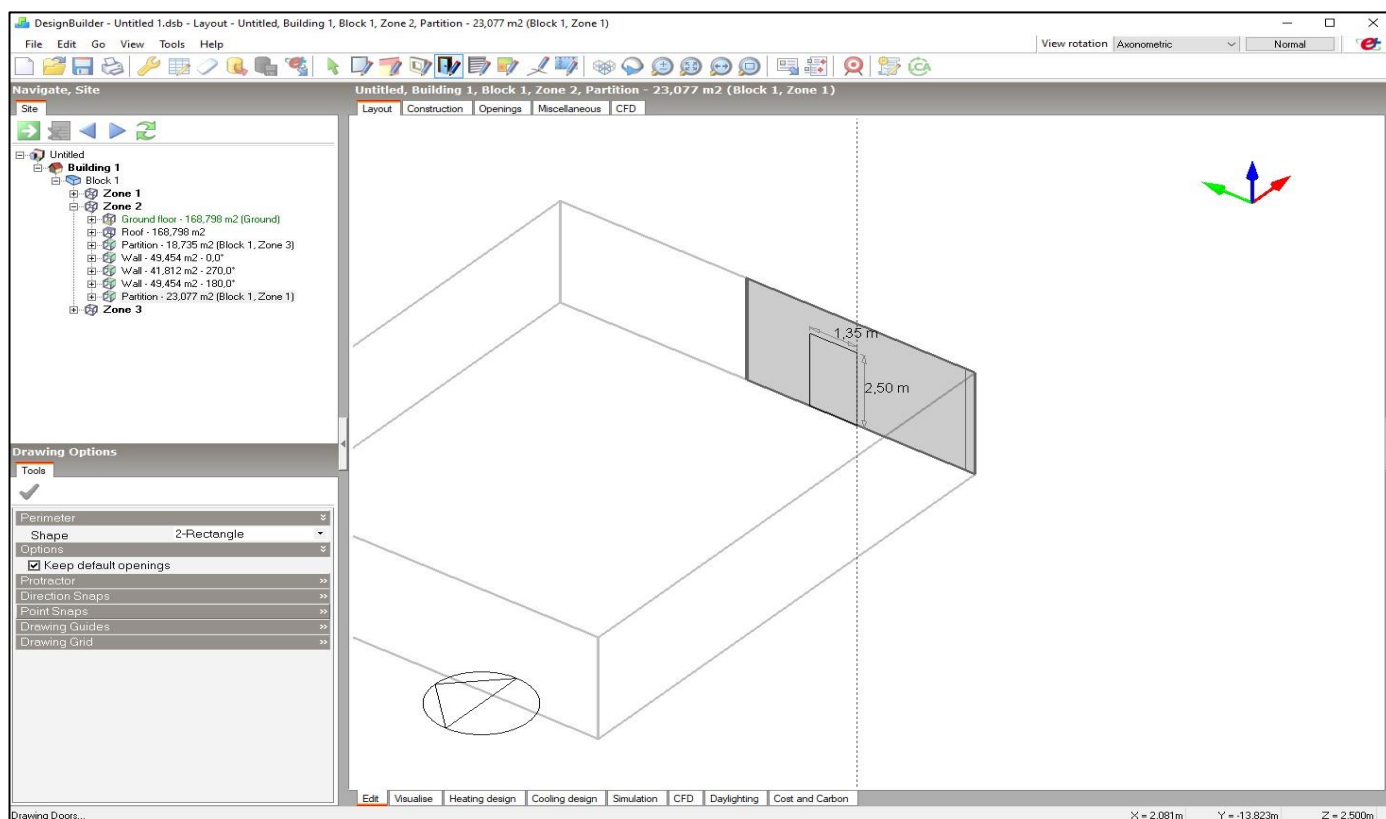 DesignBuilder - Untitled 1.dsb - Layout - Untitled, Building 1, Block 1, Zone 2, Partition - 23,077 m2 (Block 1, Zone 1)
File Edit Go View Tools Help
View rotation Axonometric Normal
Navigate, Site
Site
Untitled
Building 1
Block 1
Zone 1
Zone 2
Ground floor - 168,798 m2 (Ground)
Roof - 168,798 m2
Partition - 18,735 m2 (Block 1, Zone 3)
Wall - 49,454 m2 - 0,0°
Wall - 41,812 m2 - 270,0°
Wall - 49,454 m2 - 180,0°
Partition - 23,077 m2 (Block 1, Zone 1)
Zone 3
Drawing Options
Tools
Perimeter
Shape 2-Rectangle
Options
Keep default openings
Protractor
Direction Snaps
Point Snaps
Drawing Guides
Drawing Grid
Untitled, Building 1, Block 1, Zone 2, Partition - 23,077 m2 (Block 1, Zone 1)
Layout Construction Openings Miscellaneous CFD
1,35 m
2,50 m
Edit Visualise Heating design Cooling design Simulation CFD Daylighting Cost and Carbon
Drawing Doors...
X = 2.081m Y = -13.823m Z = 2.500m